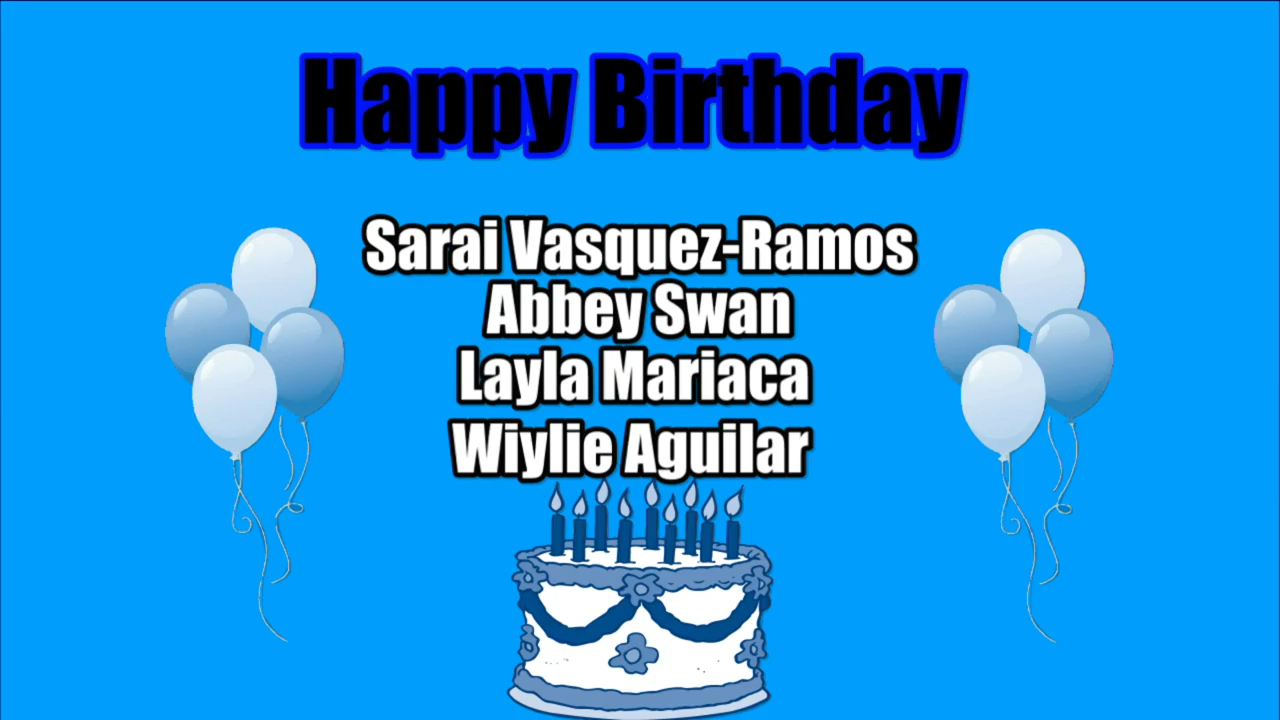 Happy Birthday
Sarai Vasquez-Ramos
Abbey Swan
Layla Mariaca
Wiylie Aguilar